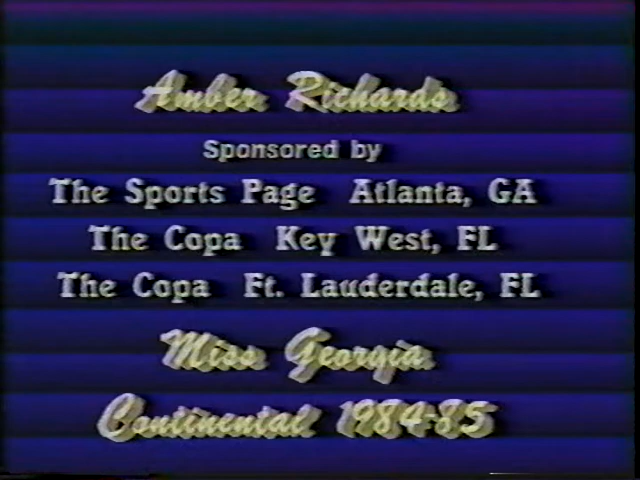 Amber Richards
Sponsored by
The Sports Page Atlanta, GA
The Copa Key West, FL
The Copa Ft. Lauderdale, FL
Miss Georgia
Continental 1984-85